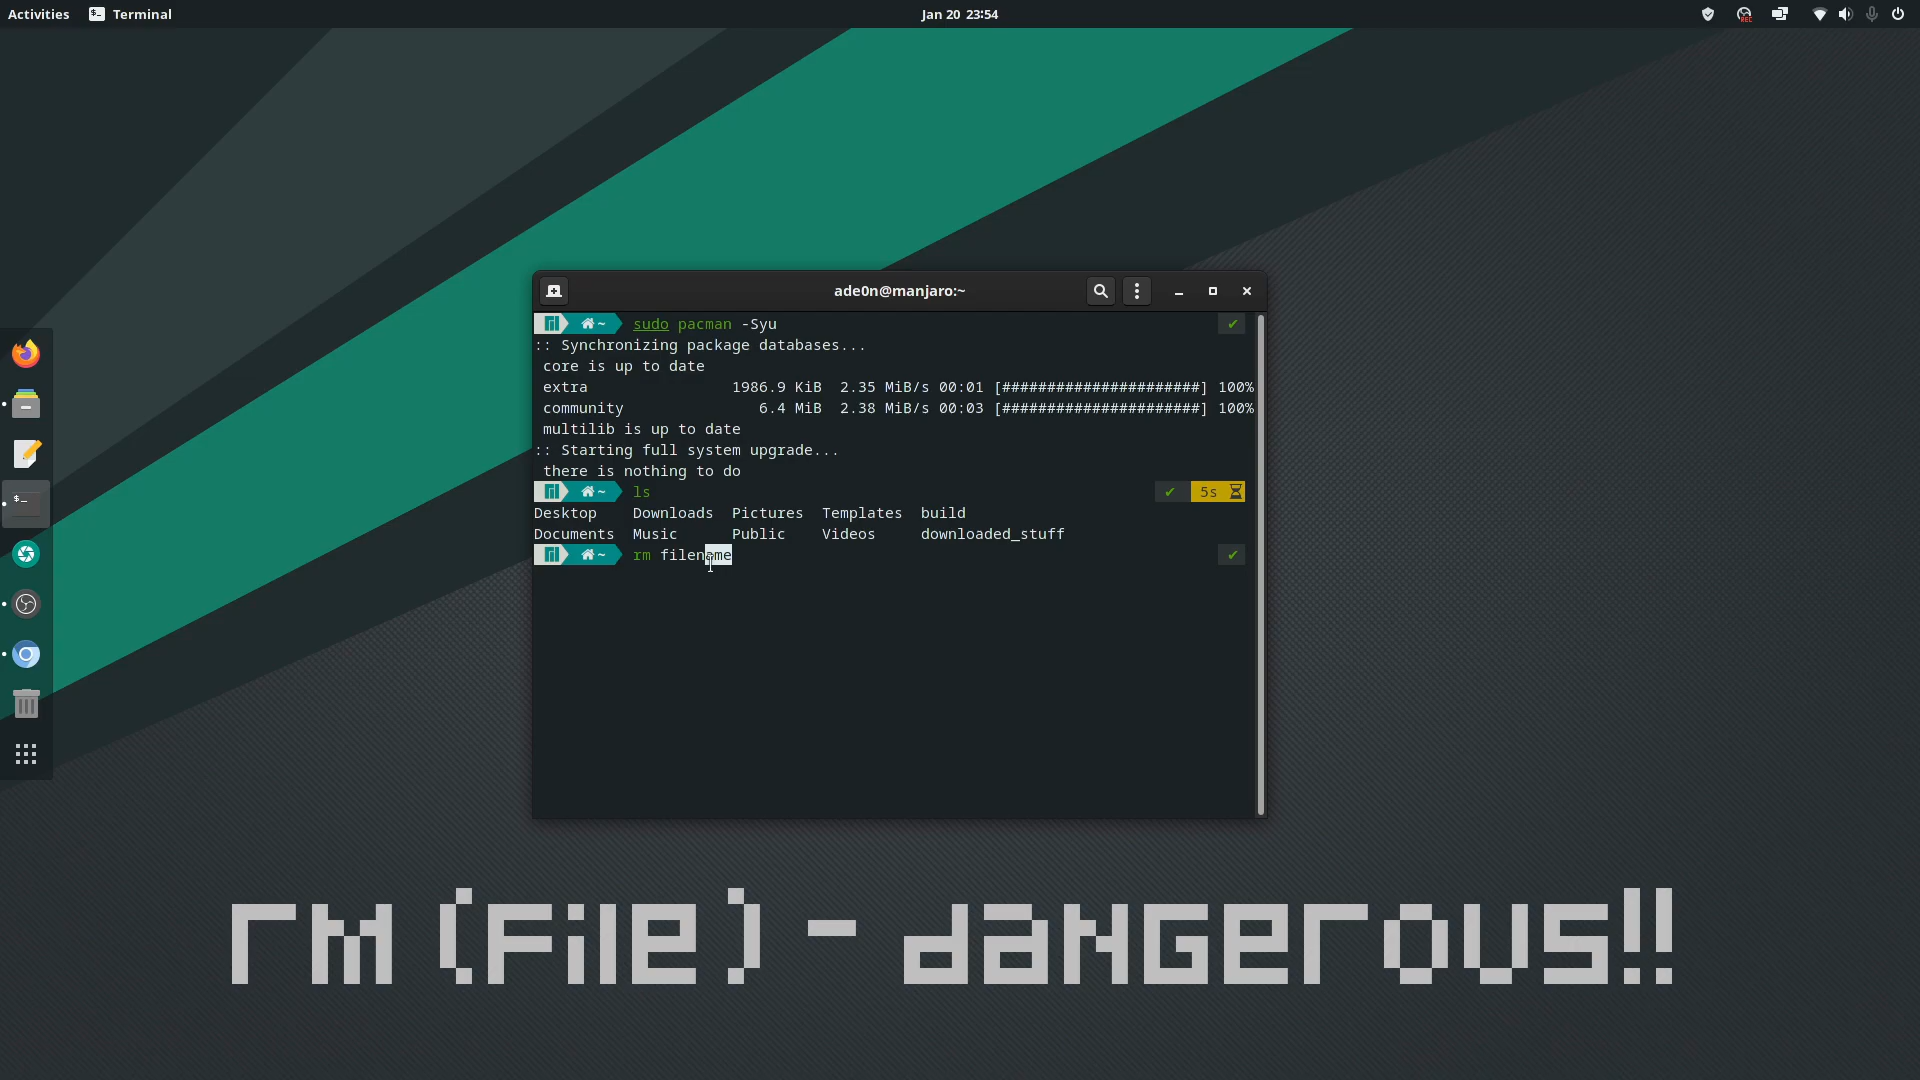 Activities Terminal Jan 20 23:54
REC
ade0n@manjaro:~
~ sudo pacman -Syu ✔
:: Synchronizing package databases...
core is up to date
extra 1986.9 KiB 2.35 MiB/s 00:01 [######################] 100%
community 6.4 MiB 2.38 MiB/s 00:03 [######################] 100%
multilib is up to date
:: Starting full system upgrade...
there is nothing to do
~ ls ✔ 5s
Desktop Downloads Pictures Templates build
Documents Music Public Videos downloaded_stuff
~ rm filename ✔
rm (File) - dangerous!!